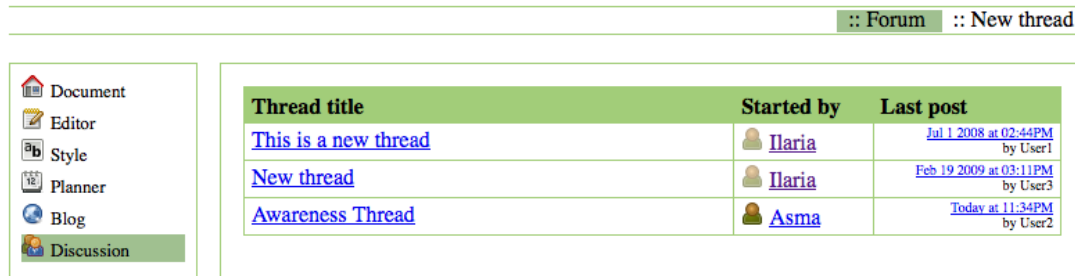 :: Forum :: New thread
Document
Editor
Style
Planner
Blog
Discussion
Thread title Started by Last post
This is a new thread Ilaria Jul 1 2008 at 02:44PM
by User1
New thread Ilaria Feb 19 2009 at 03:11PM
by User3
Awareness Thread Asma Today at 11:34PM
by User2